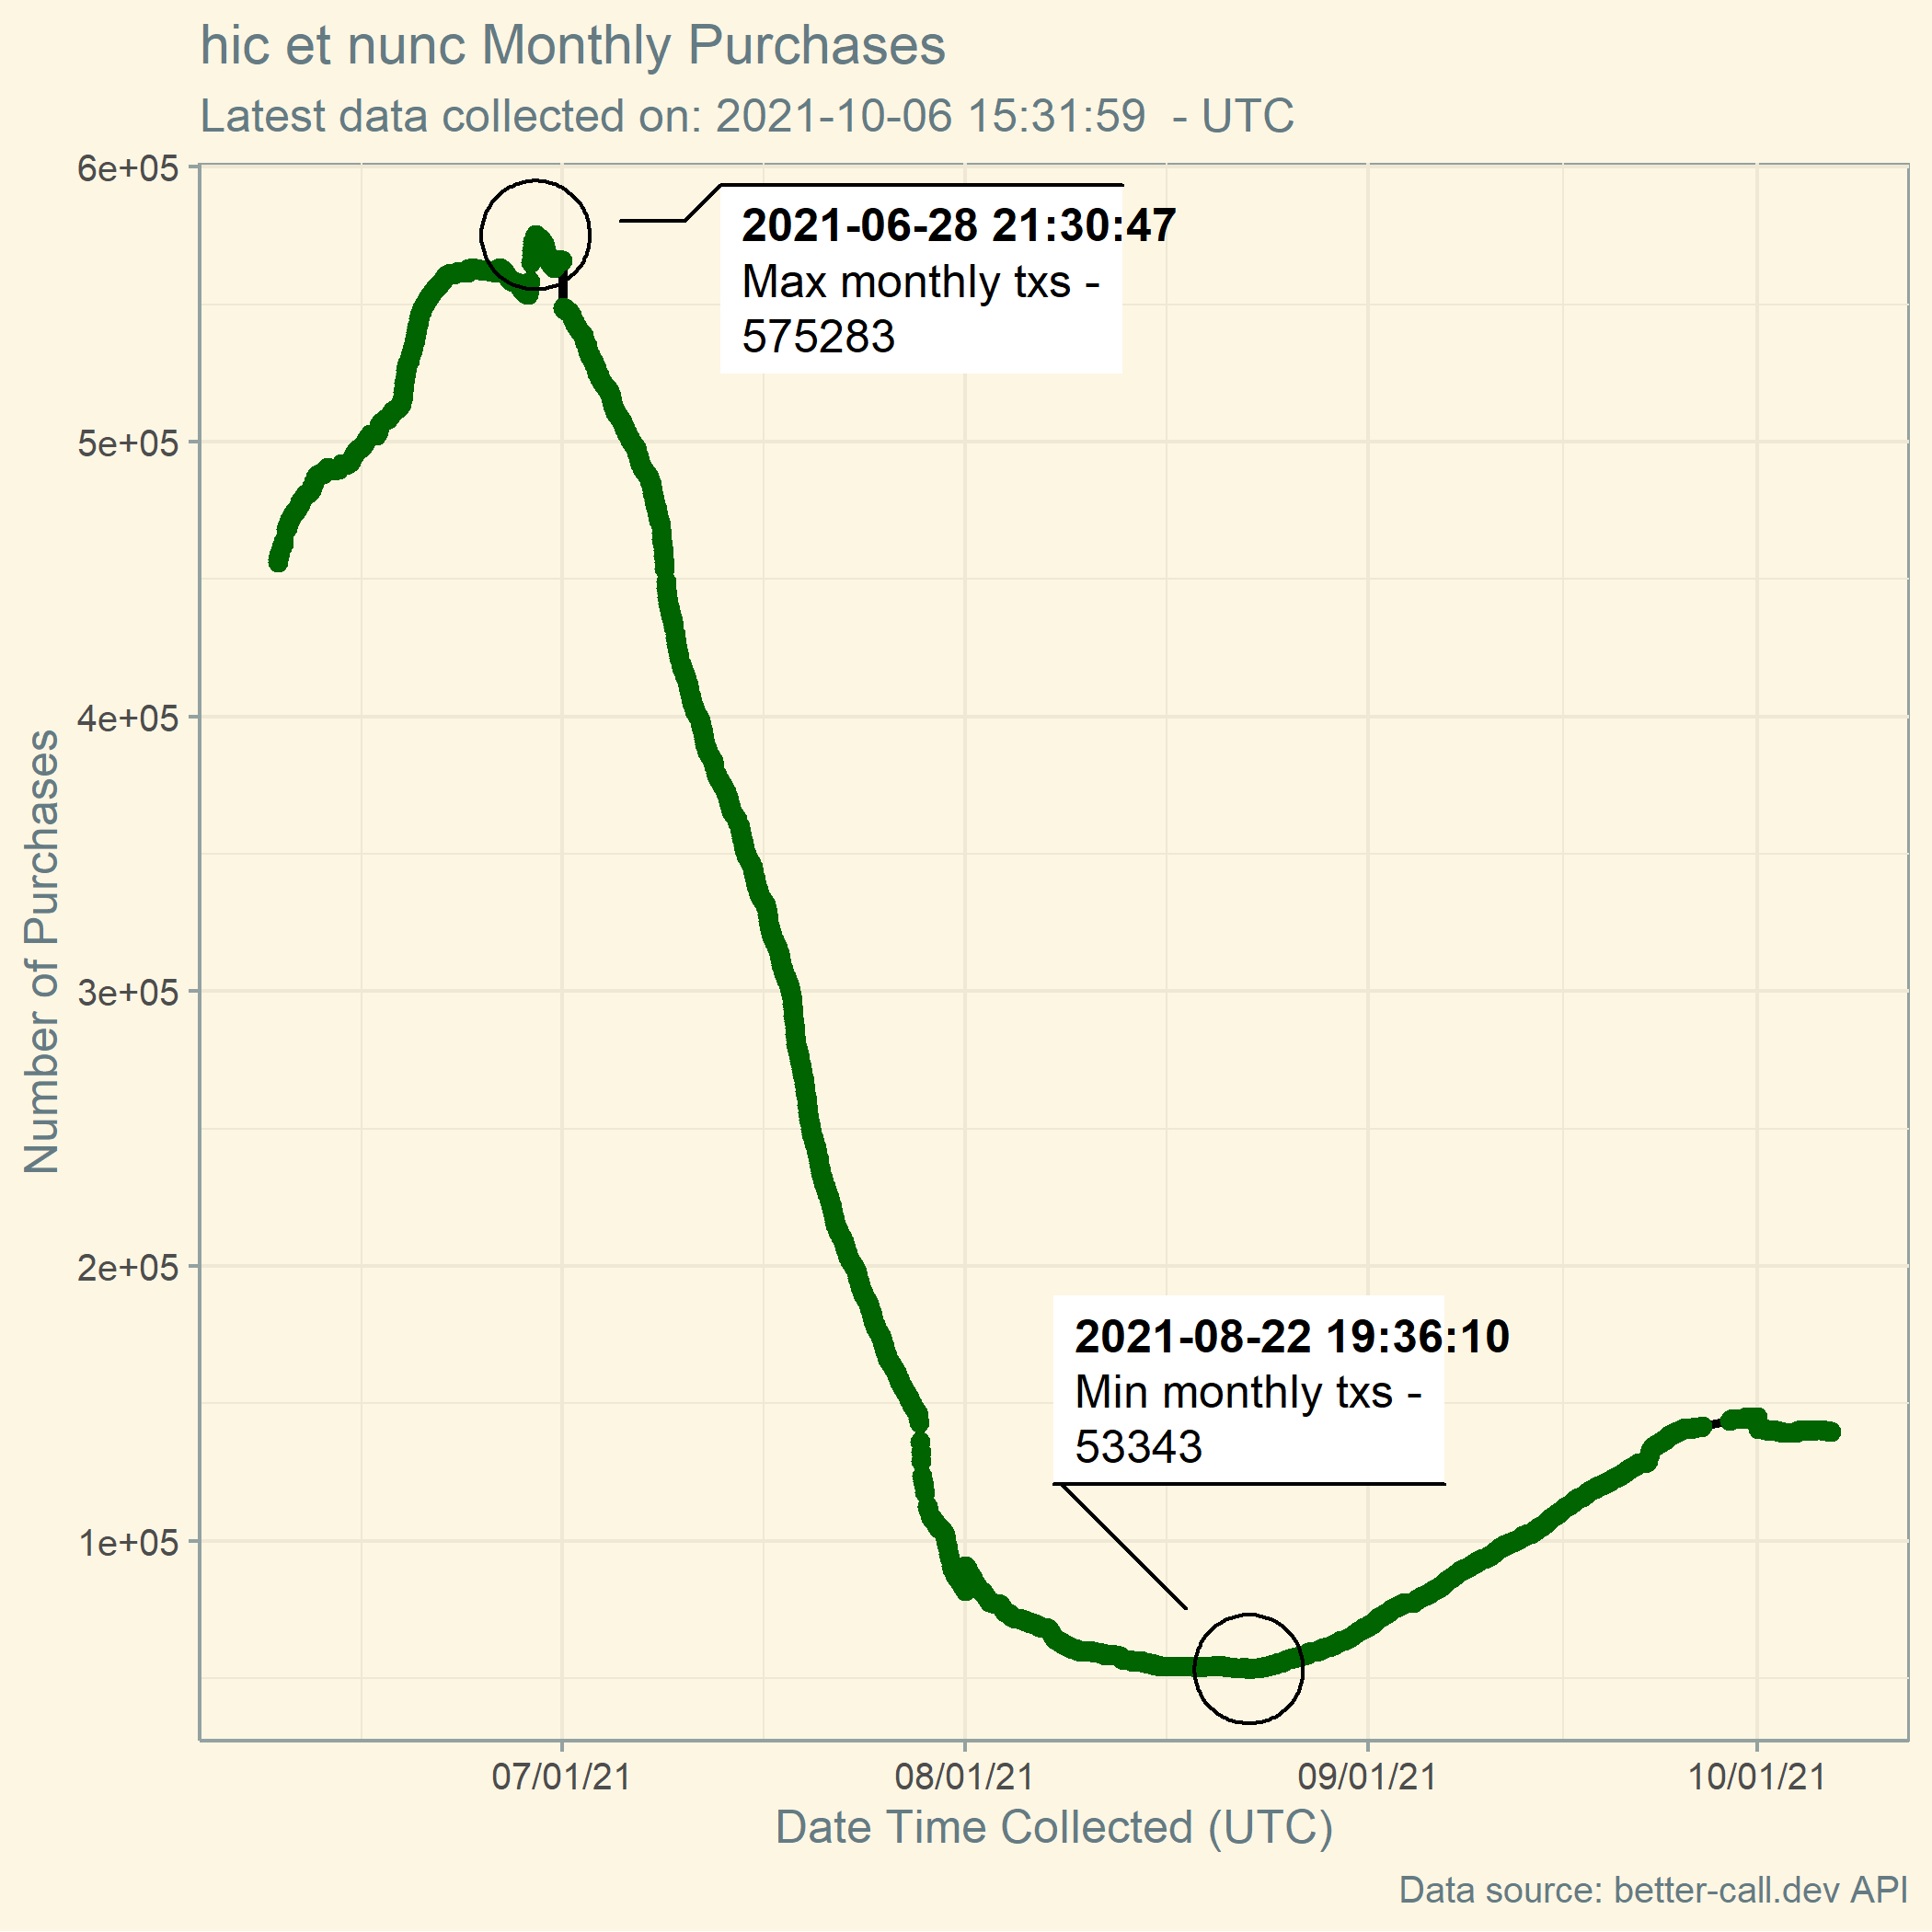 hic et nunc Monthly Purchases
Latest data collected on: 2021-10-06 15:31:59  - UTC
6e+05
5e+05
4e+05
3e+05
2e+05
1e+05
Number of Purchases
2021-06-28 21:30:47
Max monthly txs -
575283
2021-08-22 19:36:10
Min monthly txs -
53343
07/01/21
08/01/21
09/01/21
10/01/21
Date Time Collected (UTC)
Data source: better-call.dev API